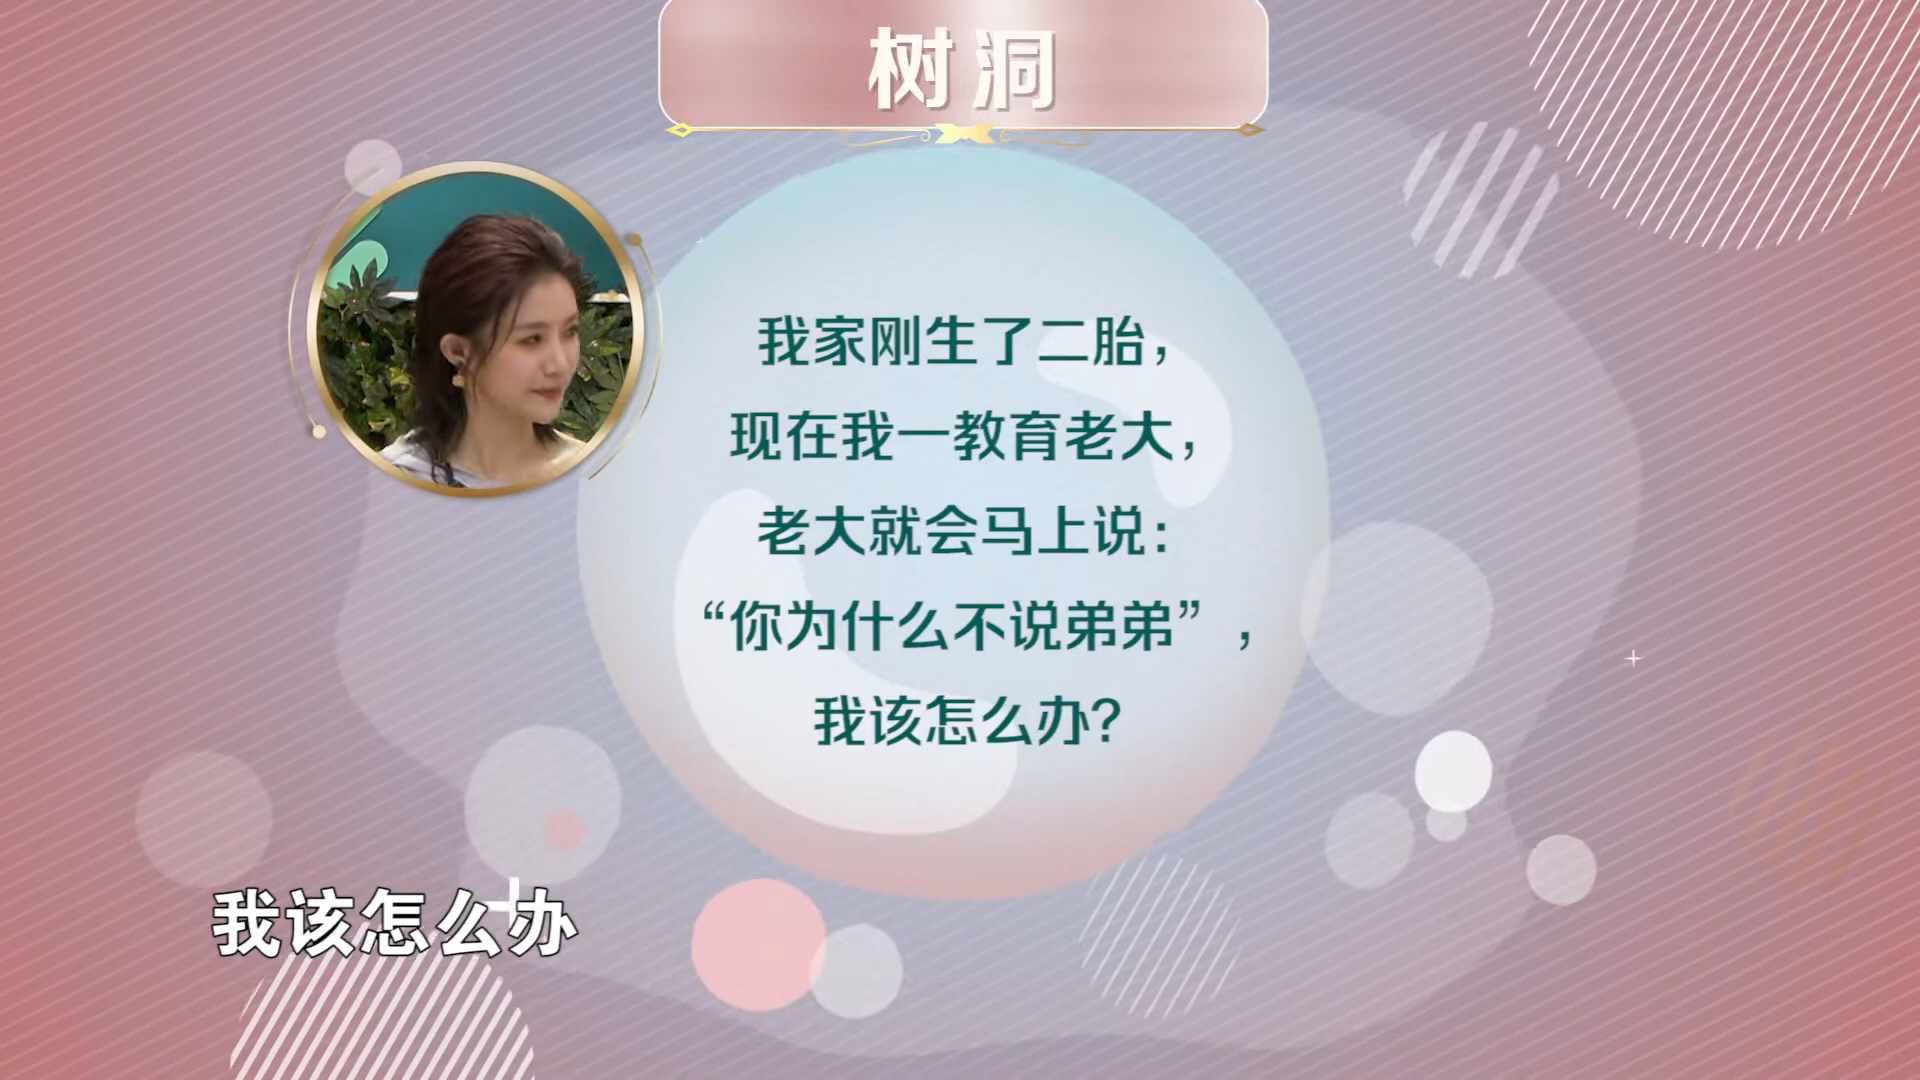 树洞
我家刚生了二胎，
现在我一教育老大，
老大就会马上说：
“你为什么不说弟弟”，
我该怎么办？
我该怎么办